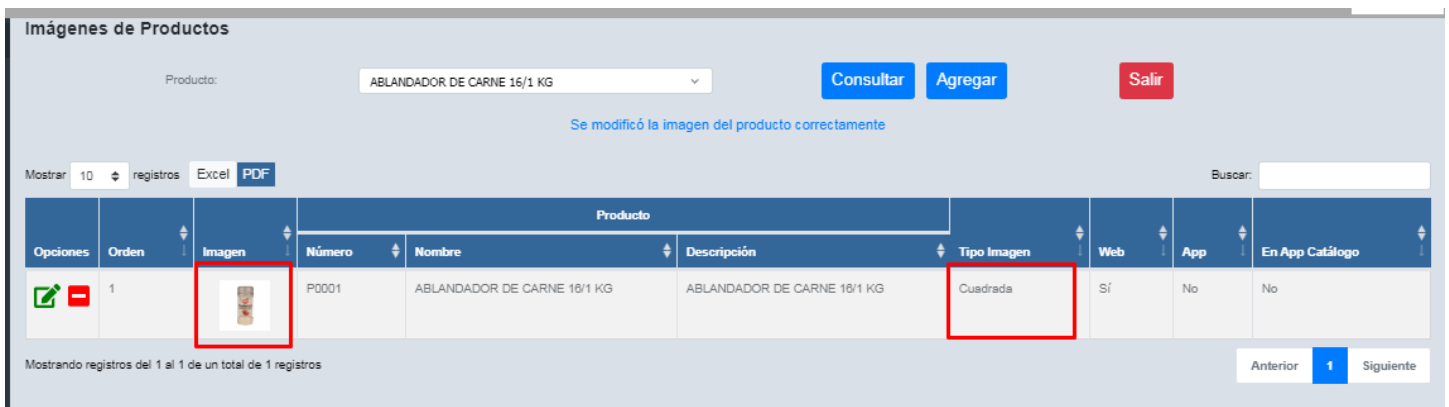 Imágenes de Productos
Producto: ABLANDADOR DE CARNE 16/1 KG Consultar Agregar Salir
Se modificó la imagen del producto correctamente
Mostrar 10 registros Excel PDF Buscar:
Producto
Opciones Orden Imagen Número Nombre Descripción Tipo Imagen Web App En App Catálogo
1 P0001 ABLANDADOR DE CARNE 16/1 KG ABLANDADOR DE CARNE 16/1 KG Cuadrada Sí No No
Mostrando registros del 1 al 1 de un total de 1 registros Anterior 1 Siguiente